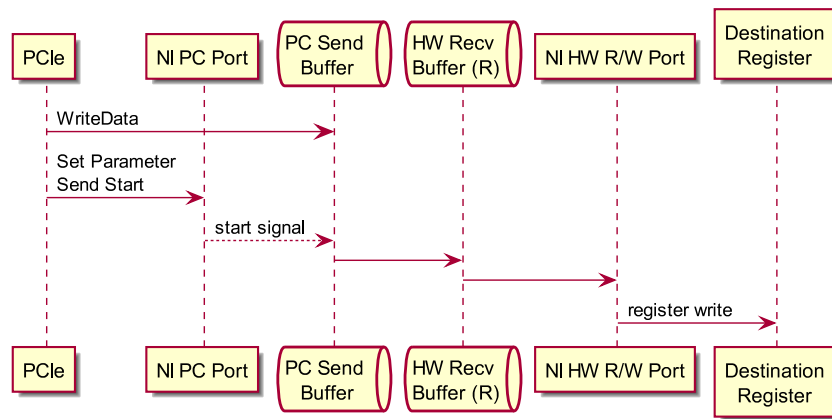 PCIe
NI PC Port
PC Send
Buffer
HW Recv
Buffer (R)
NI HW R/W Port
Destination
Register
WriteData
Set Parameter
Send Start
start signal
register write
PCIe
NI PC Port
PC Send
Buffer
HW Recv
Buffer (R)
NI HW R/W Port
Destination
Register